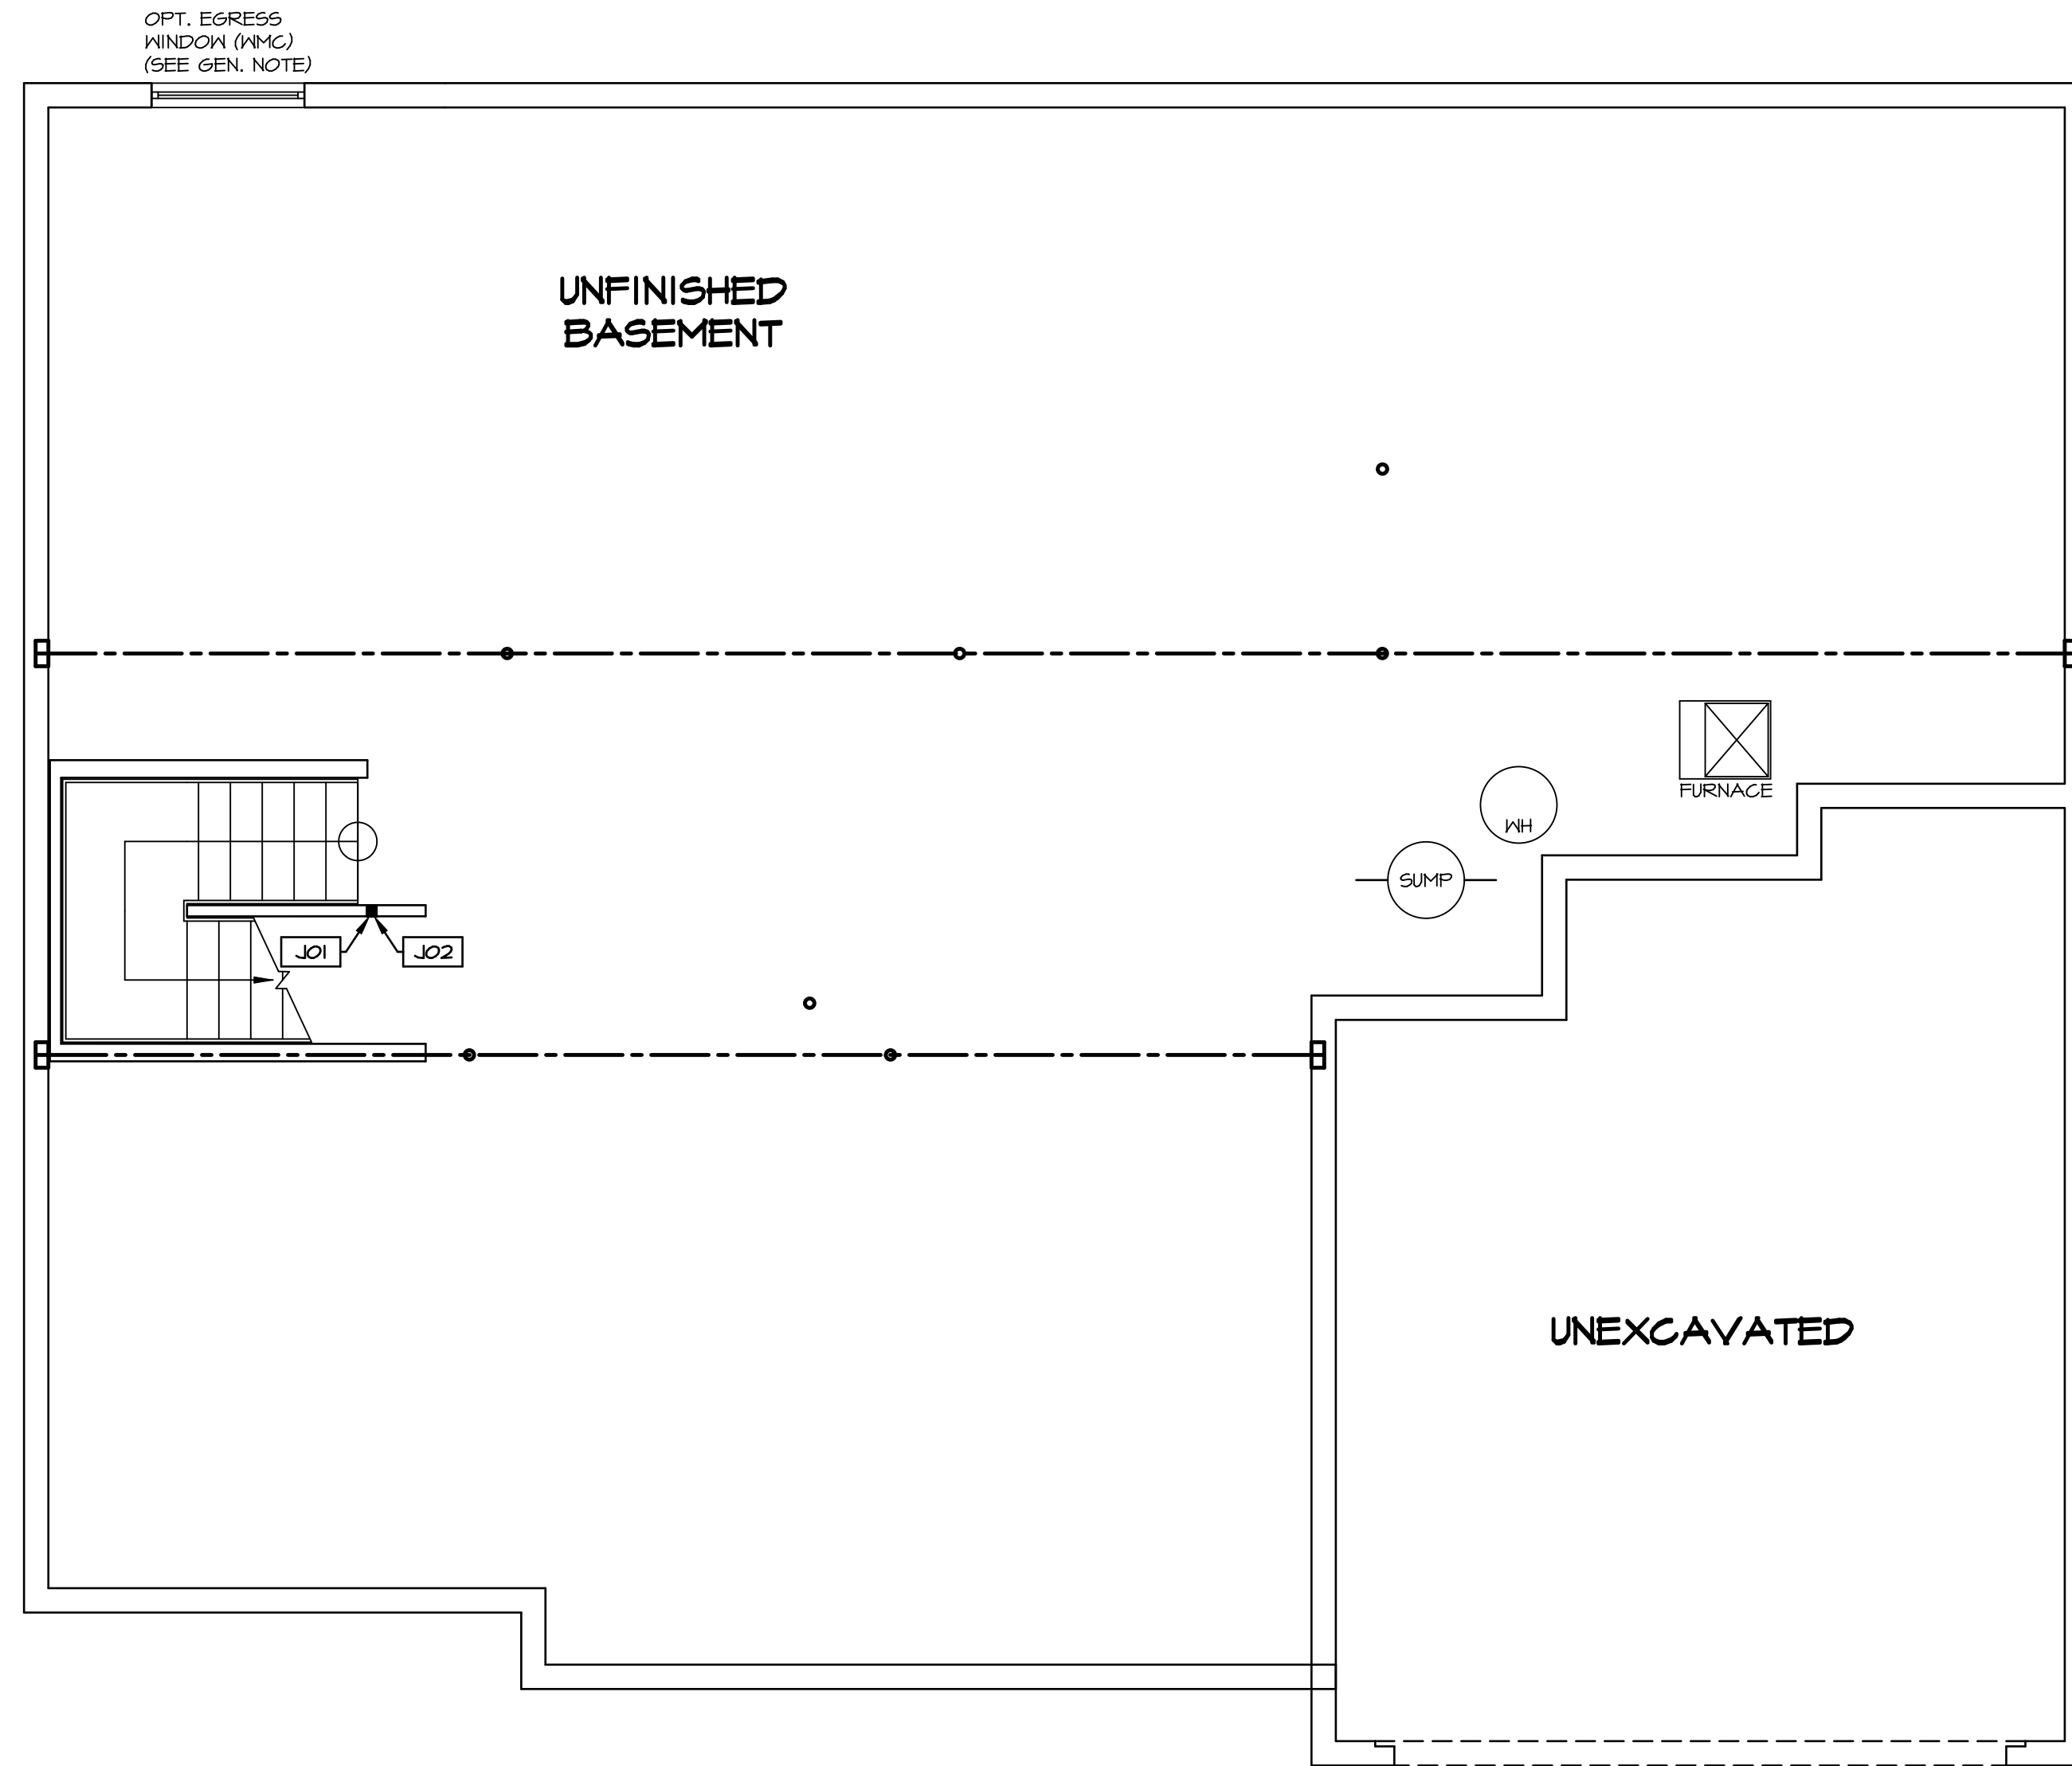 OPT. EGRESS
WINDOW (WMC)
(SEE GEN. NOTE)
UNFINISHED
BASEMENT
FURNACE
WH
SUMP
J01
J02
UNEXCAVATED